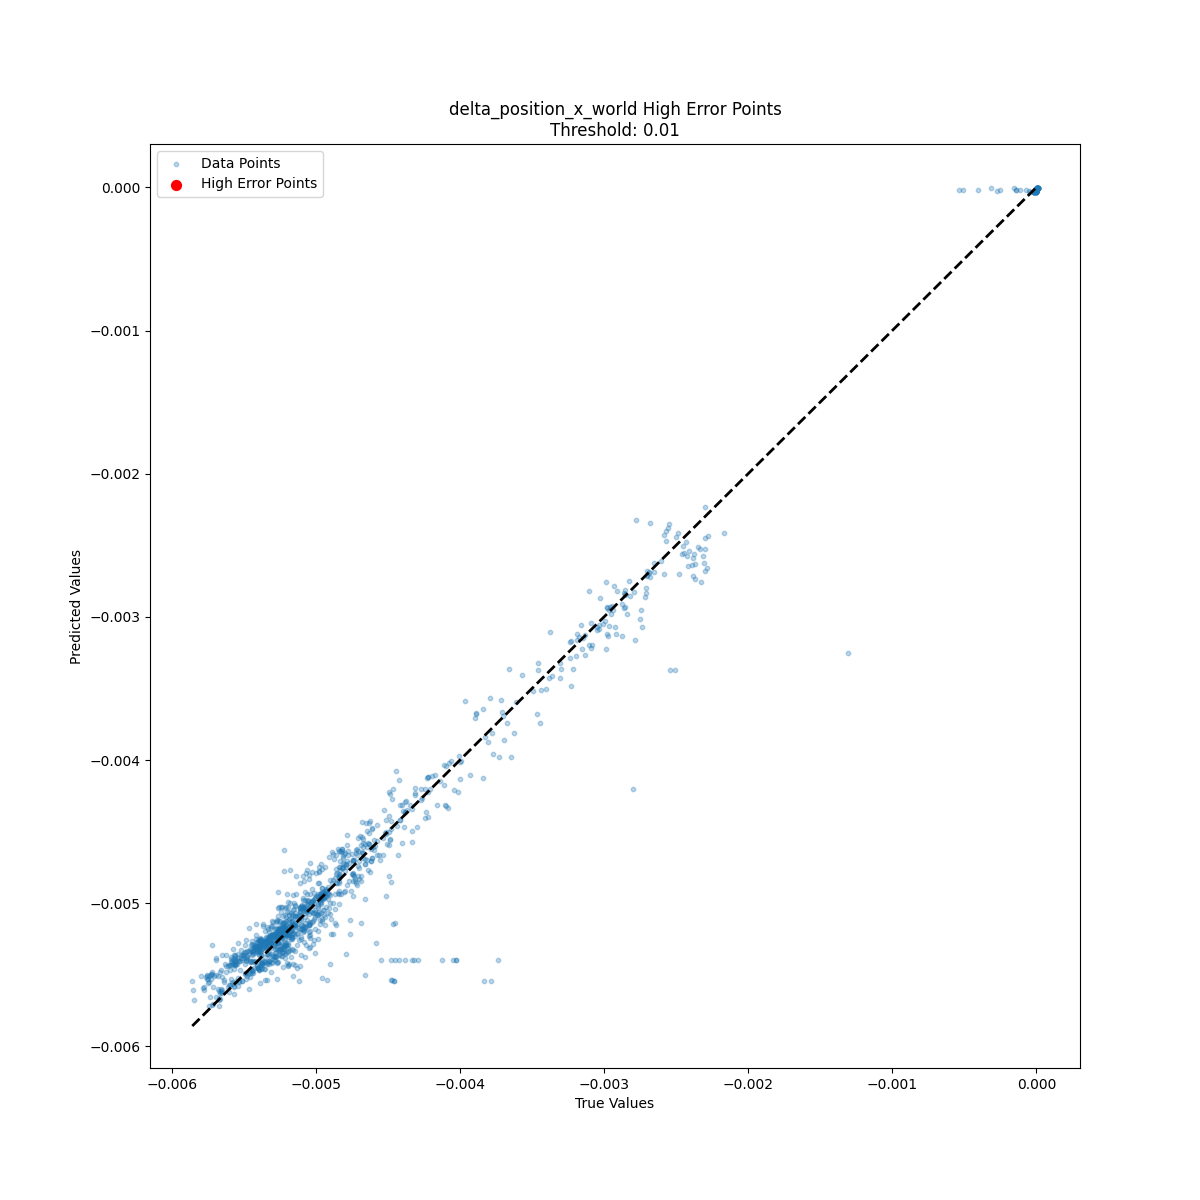 delta_position_x_world High Error Points
Threshold: 0.01
Data Points
High Error Points
0.000
−0.001
−0.002
−0.003
−0.004
−0.005
−0.006
Predicted Values
−0.006 −0.005 −0.004 −0.003 −0.002 −0.001 0.000
True Values